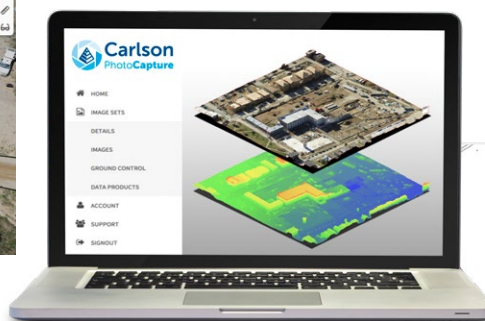 Carlson
PhotoCapture
HOME
IMAGE SETS
DETAILS
IMAGES
GROUND CONTROL
DATA PRODUCTS
ACCOUNT
SUPPORT
SIGNOUT